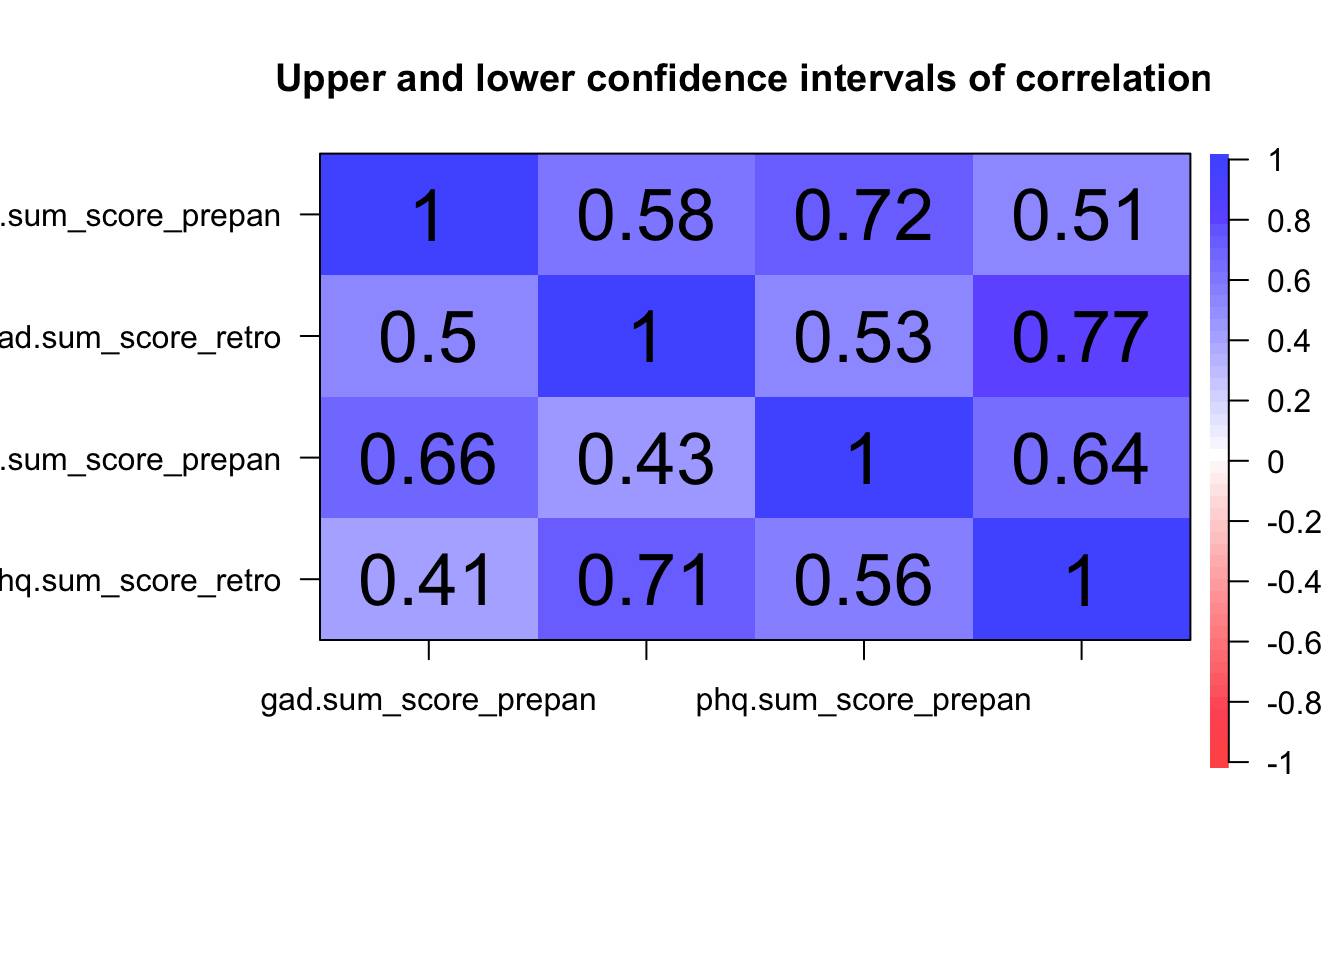 Upper and lower confidence intervals of correlation
.sum_score_prepan 1 0.58 0.72 0.51
ad.sum_score_retro 0.5 1 0.53 0.77
.sum_score_prepan 0.66 0.43 1 0.64
hq.sum_score_retro 0.41 0.71 0.56 1
gad.sum_score_prepan phq.sum_score_prepan
1
0.8
0.6
0.4
0.2
0
-0.2
-0.4
-0.6
-0.8
-1